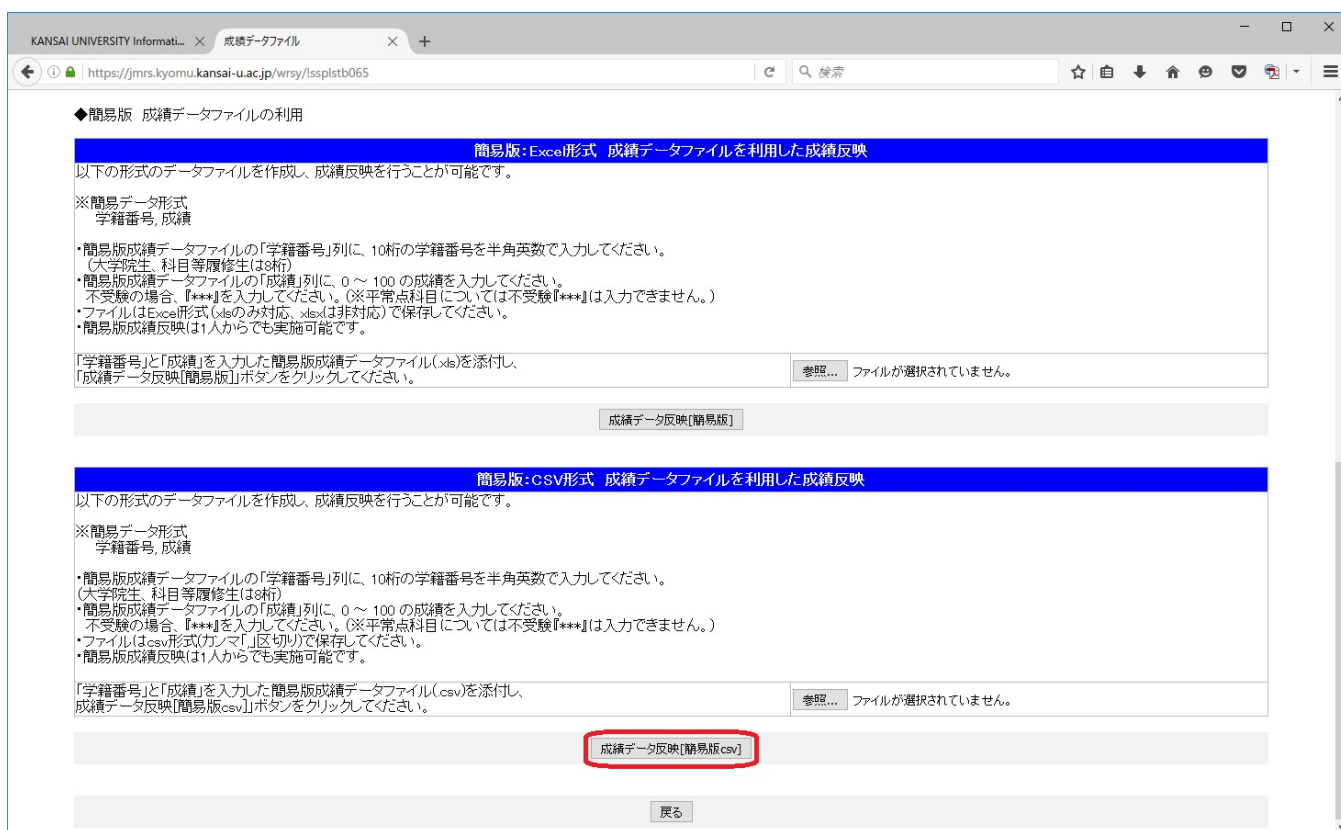 KANSAI UNIVERSITY Informati...
成績データファイル
https://jmrs.kyomu.kansai-u.ac.jp/wrsy/!ssplstb065
検索
◆簡易版 成績データファイルの利用
簡易版:Excel形式 成績データファイルを利用した成績反映
以下の形式のデータファイルを作成し、成績反映を行うことが可能です。
※簡易データ形式
学籍番号,成績
・簡易版成績データファイルの「学籍番号」列に、10桁の学籍番号を半角英数で入力してください。
(大学院生、科目等履修生は8桁)
・簡易版成績データファイルの「成績」列に、0 ~ 100 の成績を入力してください。
不受験の場合、『***』を入力してください。(※平常点科目については不受験『***』は入力できません。)
・ファイルはExcel形式(xlsのみ対応、xlsxは非対応)で保存してください。
・簡易版成績反映は1人からでも実施可能です。
「学籍番号」と「成績」を入力した簡易版成績データファイル(.xls)を添付し、
「成績データ反映[簡易版]」ボタンをクリックしてください。
参照... ファイルが選択されていません。
成績データ反映[簡易版]
簡易版:CSV形式 成績データファイルを利用した成績反映
以下の形式のデータファイルを作成し、成績反映を行うことが可能です。
※簡易データ形式
学籍番号,成績
・簡易版成績データファイルの「学籍番号」列に、10桁の学籍番号を半角英数で入力してください。
(大学院生、科目等履修生は8桁)
・簡易版成績データファイルの「成績」列に、0 ~ 100 の成績を入力してください。
不受験の場合、『***』を入力してください。(※平常点科目については不受験『***』は入力できません。)
・ファイルはcsv形式(カンマ「,」区切り)で保存してください。
・簡易版成績反映は1人からでも実施可能です。
「学籍番号」と「成績」を入力した簡易版成績データファイル(.csv)を添付し、
成績データ反映[簡易版csv]」ボタンをクリックしてください。
参照... ファイルが選択されていません。
成績データ反映[簡易版csv]
戻る